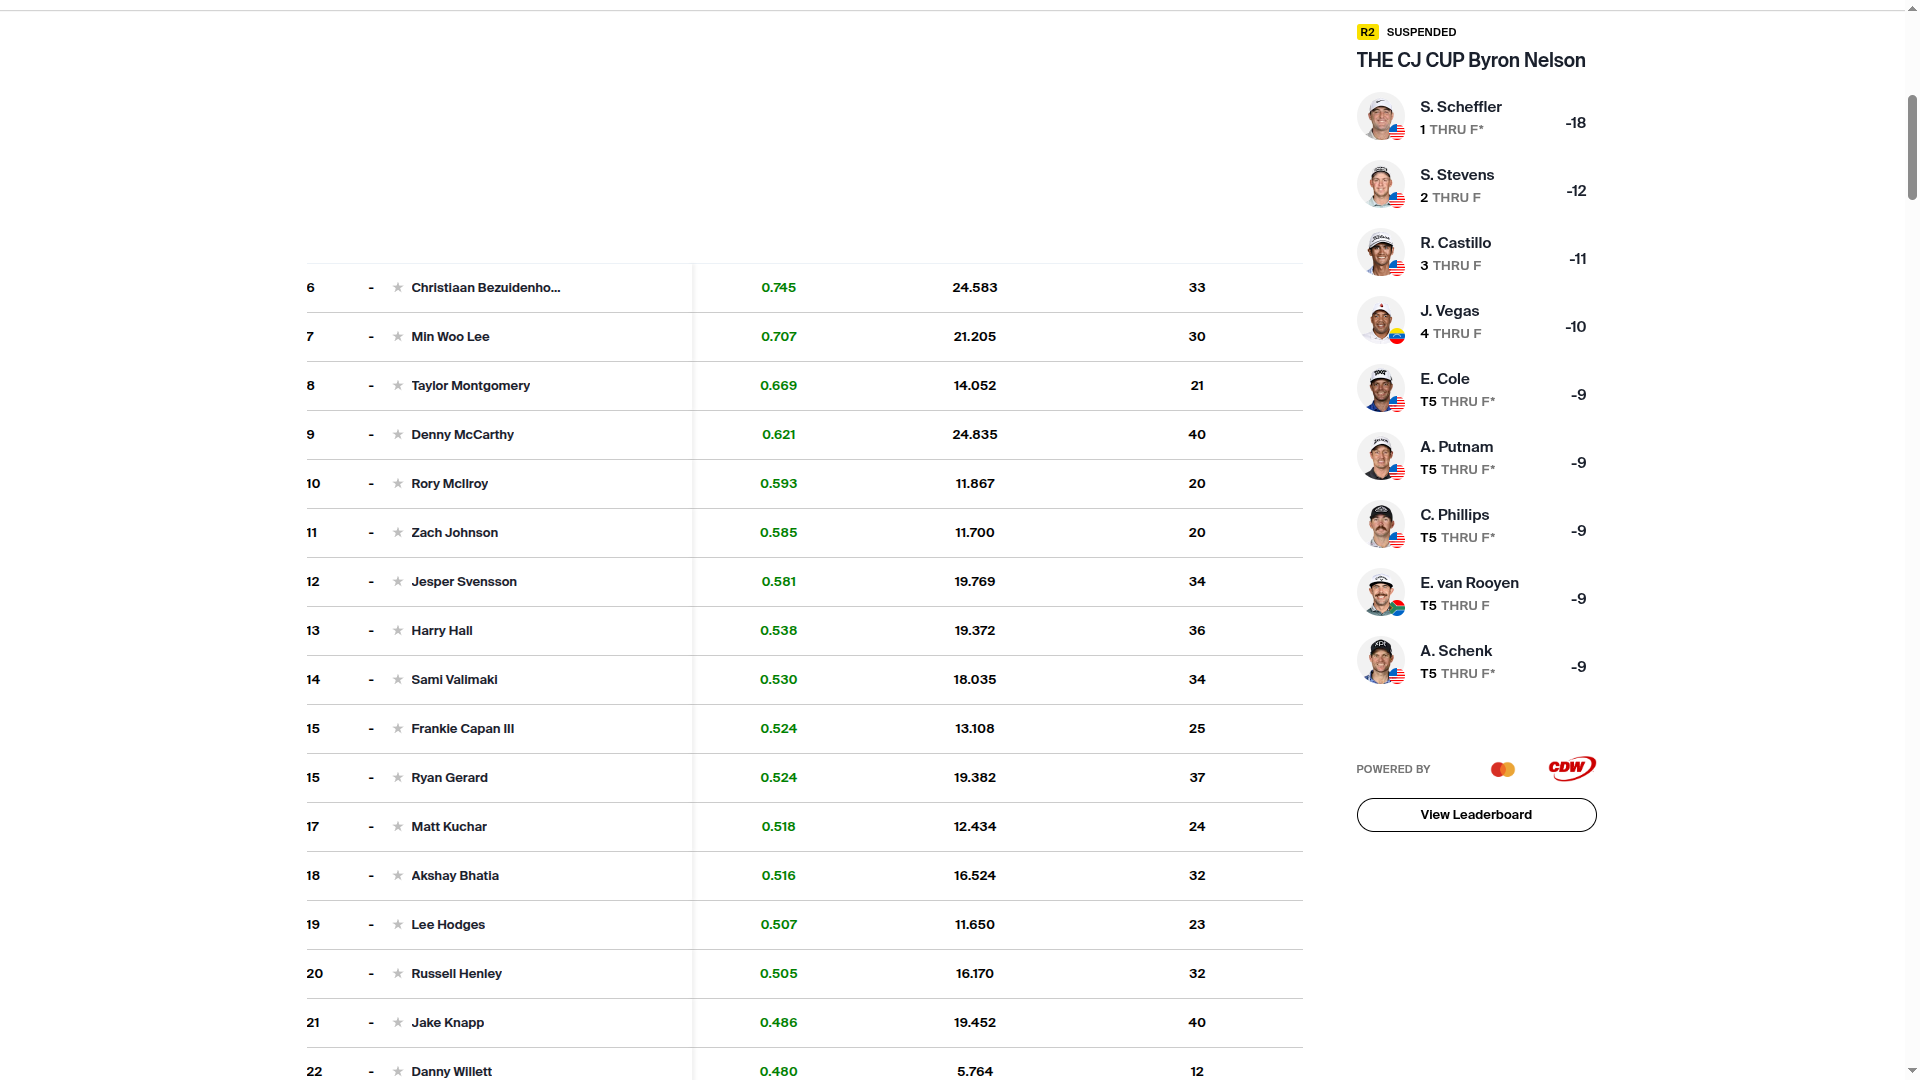 6 - ★ Christiaan Bezuidenho... 0.745 24.583 33
7 - ★ Min Woo Lee 0.707 21.205 30
8 - ★ Taylor Montgomery 0.669 14.052 21
9 - ★ Denny McCarthy 0.621 24.835 40
10 - ★ Rory McIlroy 0.593 11.867 20
11 - ★ Zach Johnson 0.585 11.700 20
12 - ★ Jesper Svensson 0.581 19.769 34
13 - ★ Harry Hall 0.538 19.372 36
14 - ★ Sami Valimaki 0.530 18.035 34
15 - ★ Frankie Capan III 0.524 13.108 25
15 - ★ Ryan Gerard 0.524 19.382 37
17 - ★ Matt Kuchar 0.518 12.434 24
18 - ★ Akshay Bhatia 0.516 16.524 32
19 - ★ Lee Hodges 0.507 11.650 23
20 - ★ Russell Henley 0.505 16.170 32
21 - ★ Jake Knapp 0.486 19.452 40
22 - ★ Danny Willett 0.480 5.764 12
R2 SUSPENDED
THE CJ CUP Byron Nelson
S. Scheffler
1 THRU F* -18
S. Stevens
2 THRU F -12
R. Castillo
3 THRU F -11
J. Vegas
4 THRU F -10
E. Cole
T5 THRU F* -9
A. Putnam
T5 THRU F* -9
C. Phillips
T5 THRU F* -9
E. van Rooyen
T5 THRU F -9
A. Schenk
T5 THRU F* -9
POWERED BY CDW
View Leaderboard